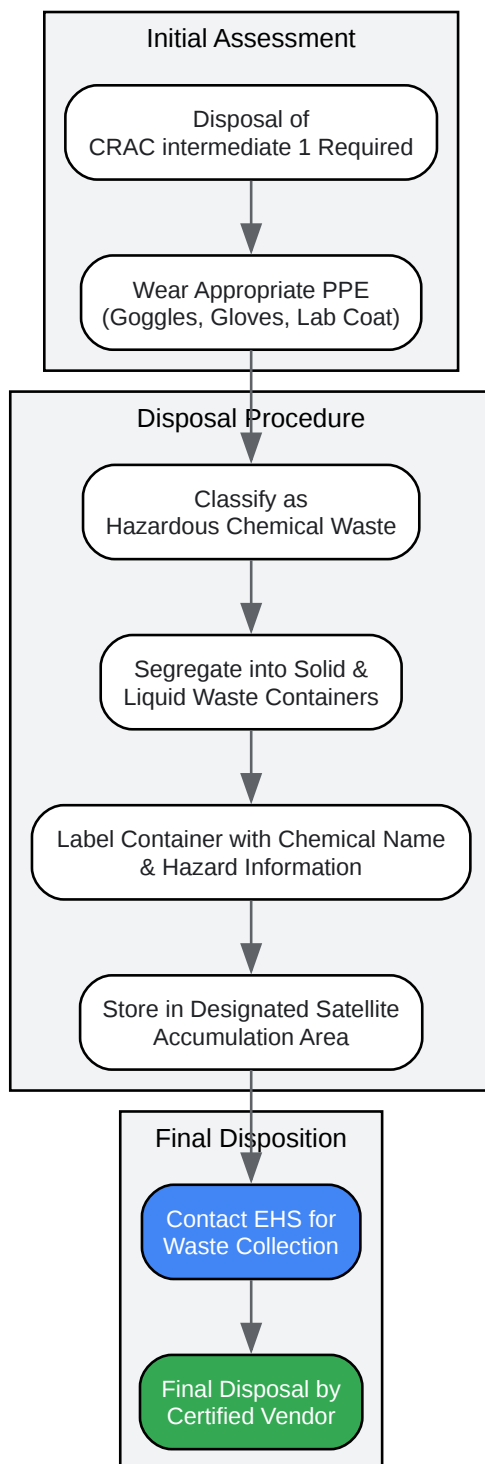 Initial Assessment
Disposal of
CRAC intermediate 1 Required
Wear Appropriate PPE
(Goggles, Gloves, Lab Coat)
Disposal Procedure
Classify as
Hazardous Chemical Waste
Segregate into Solid &
Liquid Waste Containers
Label Container with Chemical Name
& Hazard Information
Store in Designated Satellite
Accumulation Area
Final Disposition
Contact EHS for
Waste Collection
Final Disposal by
Certified Vendor